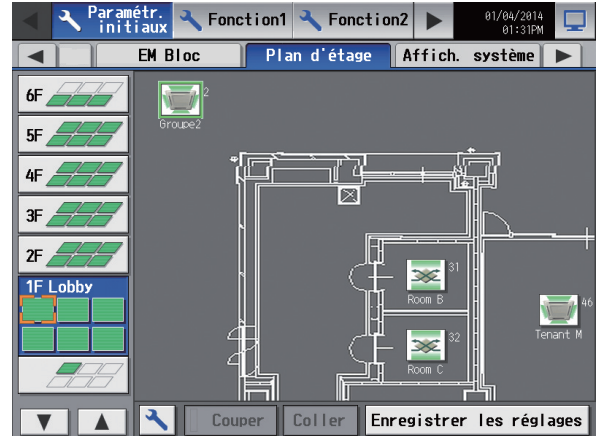 Paramétr. initiaux
Fonct1on1
Fonction2
01/04/2014
01:31PM
EM Bloc
Plan d'étage
Affich. système
6F
5F
4F
3F
2F
1F Lobby
2
Groupe2
31
Room B
32
Room C
46
Tenant M
Couper
Coller
Enregistrer les réglages